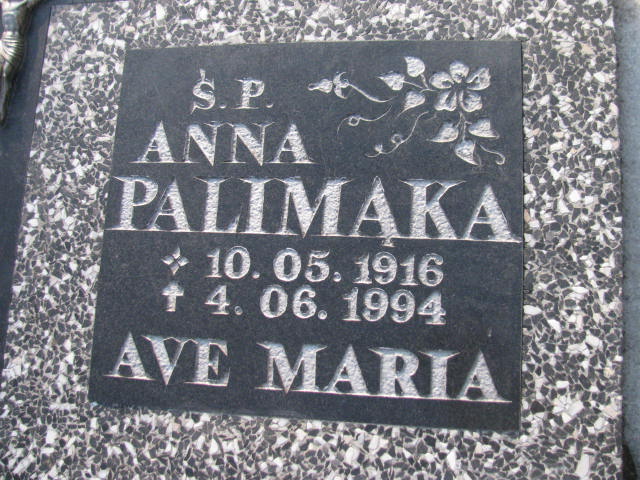 Ś.P.
ANNA
PALIMĄKA
10.05.1916
4.06.1994
AVE MARIA